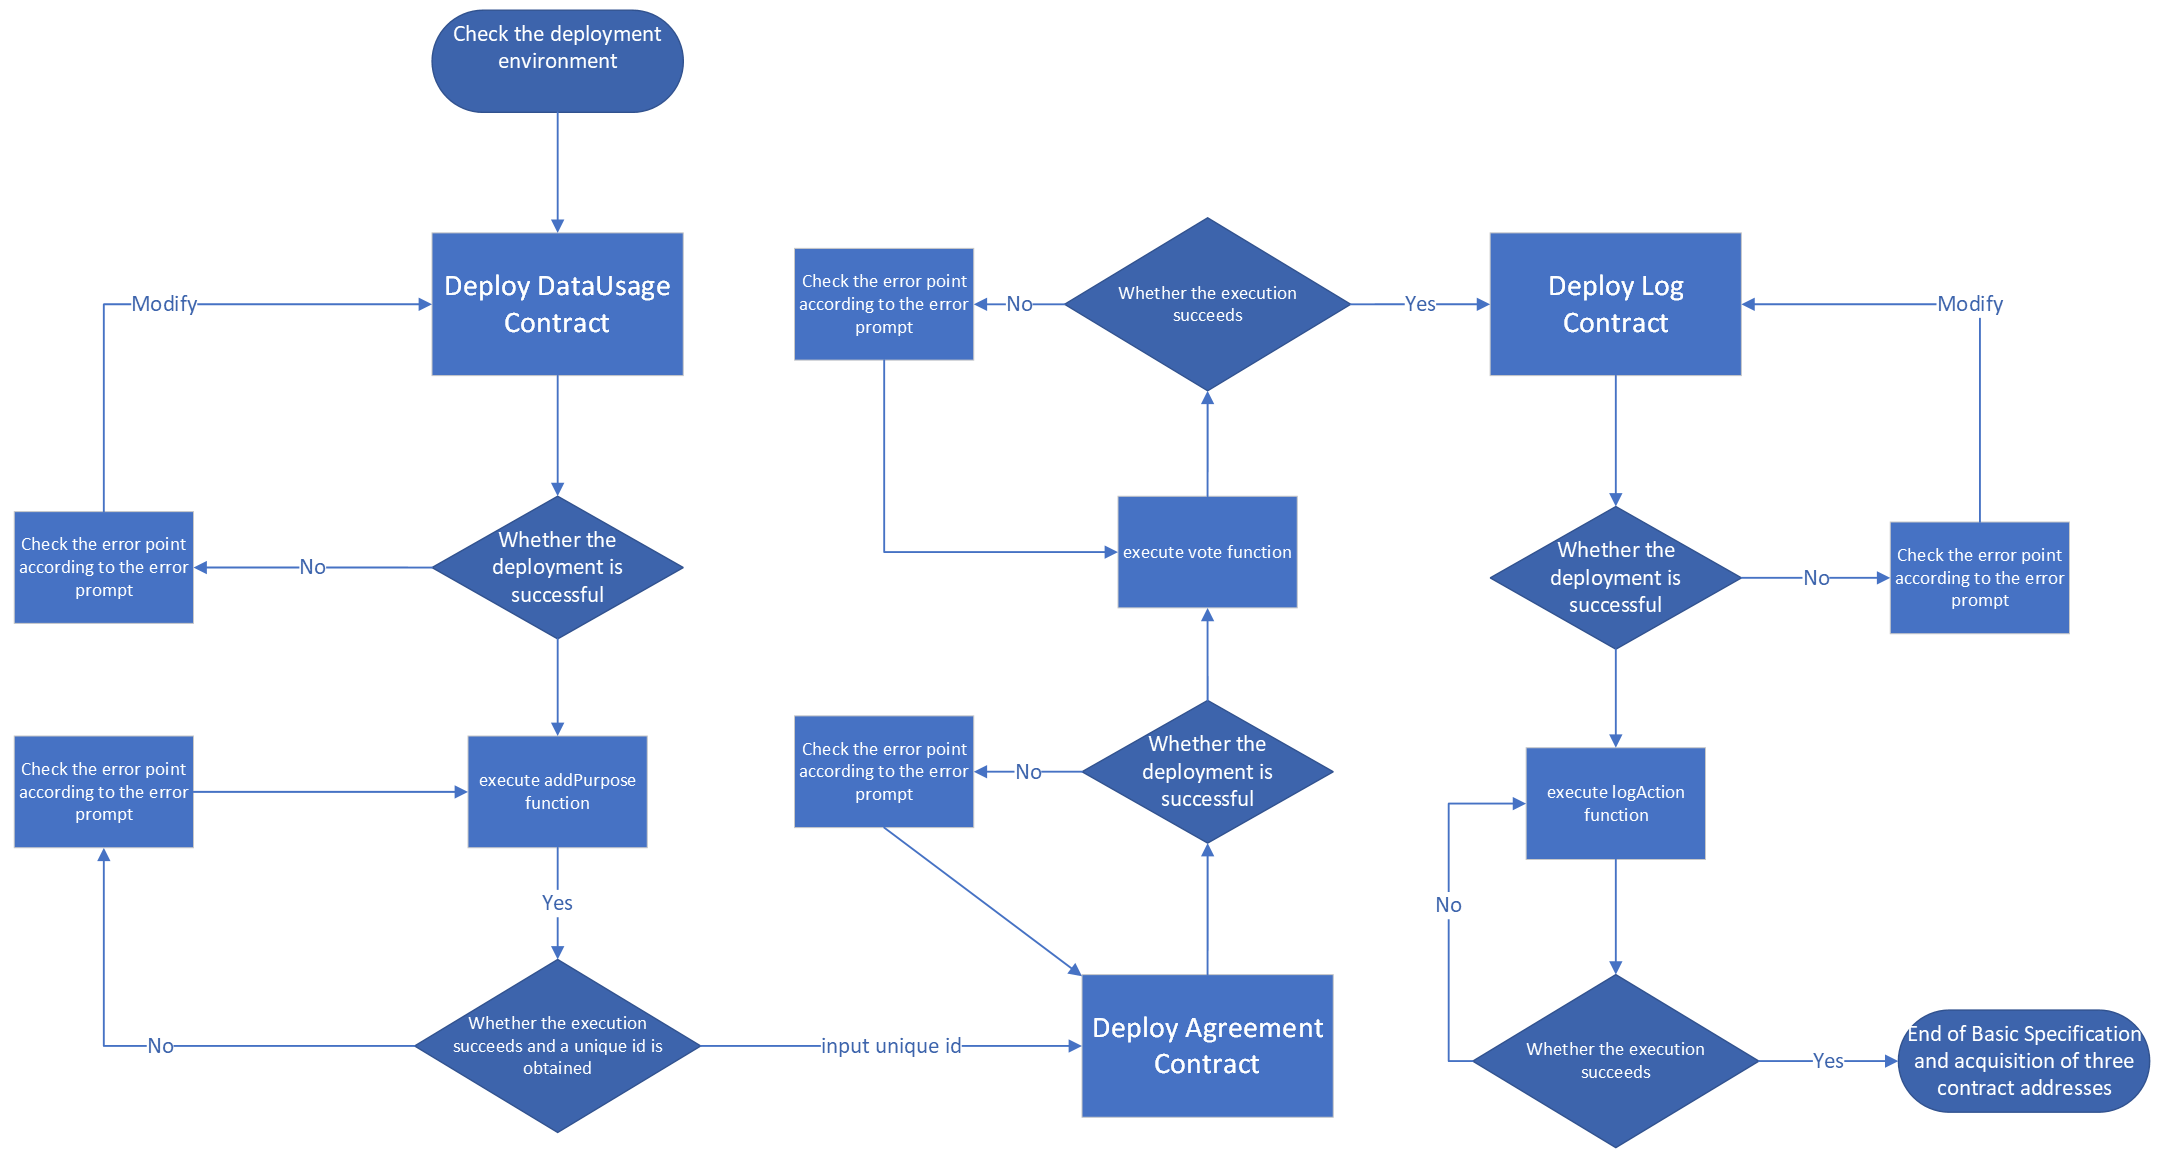 Check the deployment
environment
Deploy DataUsage
Contract
Modify
Whether the
deployment is
successful
No
Check the error point
according to the error
prompt
execute addPurpose
function
Check the error point
according to the error
prompt
Yes
Whether the execution
succeeds and a unique id is
obtained
No
input unique id
Deploy Agreement
Contract
Whether the
deployment is
successful
No
Check the error point
according to the error
prompt
execute vote function
Whether the execution
succeeds
No
Check the error point
according to the error
prompt
Yes
Deploy Log
Contract
Modify
Whether the
deployment is
successful
No
Check the error point
according to the error
prompt
execute logAction
function
No
Whether the execution
succeeds
Yes
End of Basic Specification
and acquisition of three
contract addresses